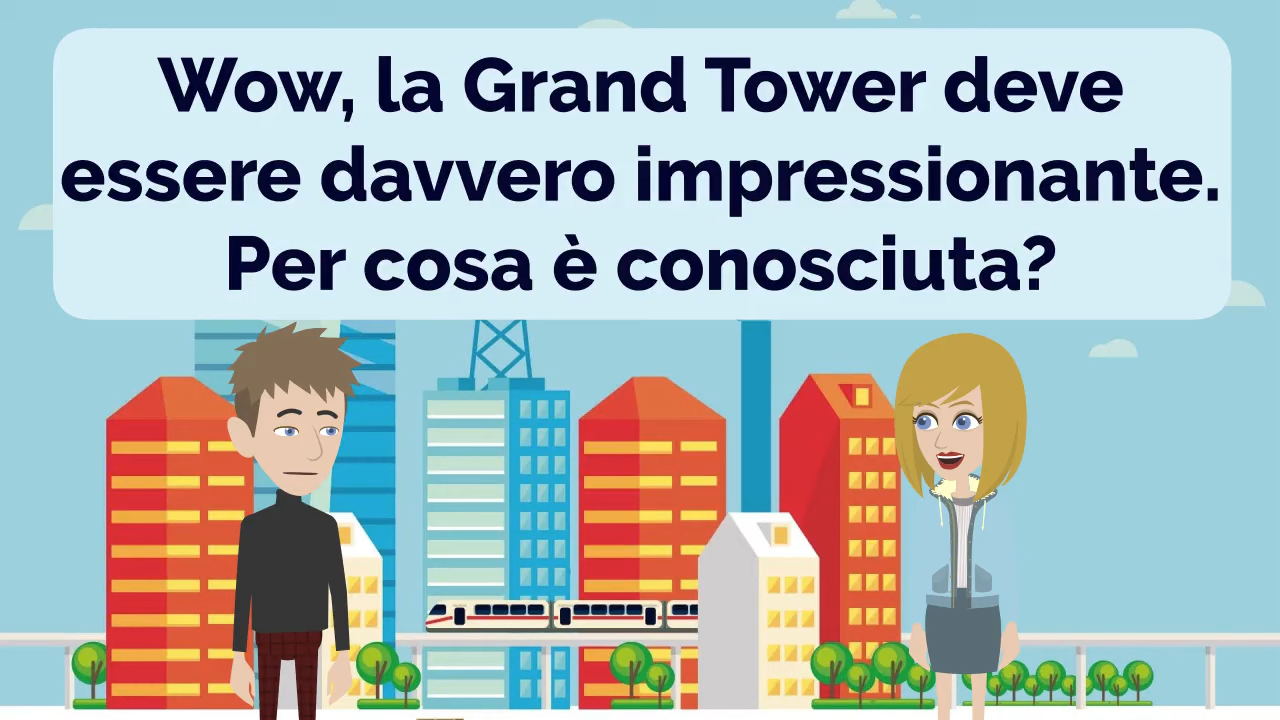 Wow, la Grand Tower deve
essere davvero impressionante.
Per cosa è conosciuta?